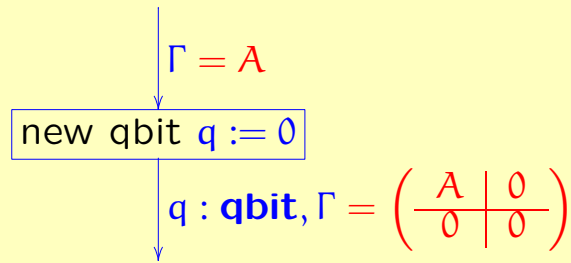 Γ = A
new qbit q := 0
q : qbit, Γ = ( A | 0
0 | 0 )